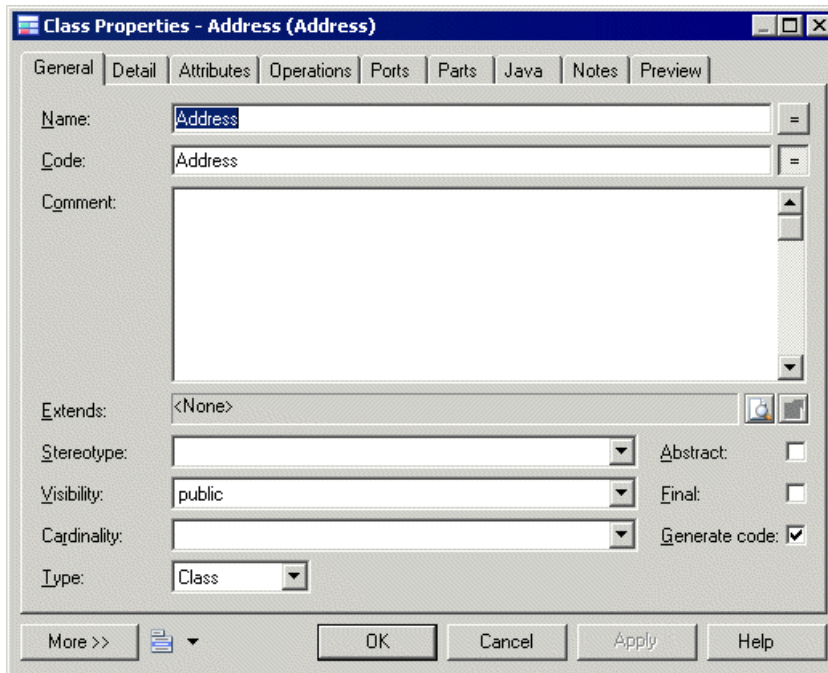 Class Properties - Address (Address)
General Detail Attributes Operations Ports Parts Java Notes Preview
Name: Address =
Code: Address =
Comment:
Extends: <None>
Stereotype: Abstract:
Visibility: public Final:
Cardinality: Generate code:
Type: Class
More >> OK Cancel Apply Help